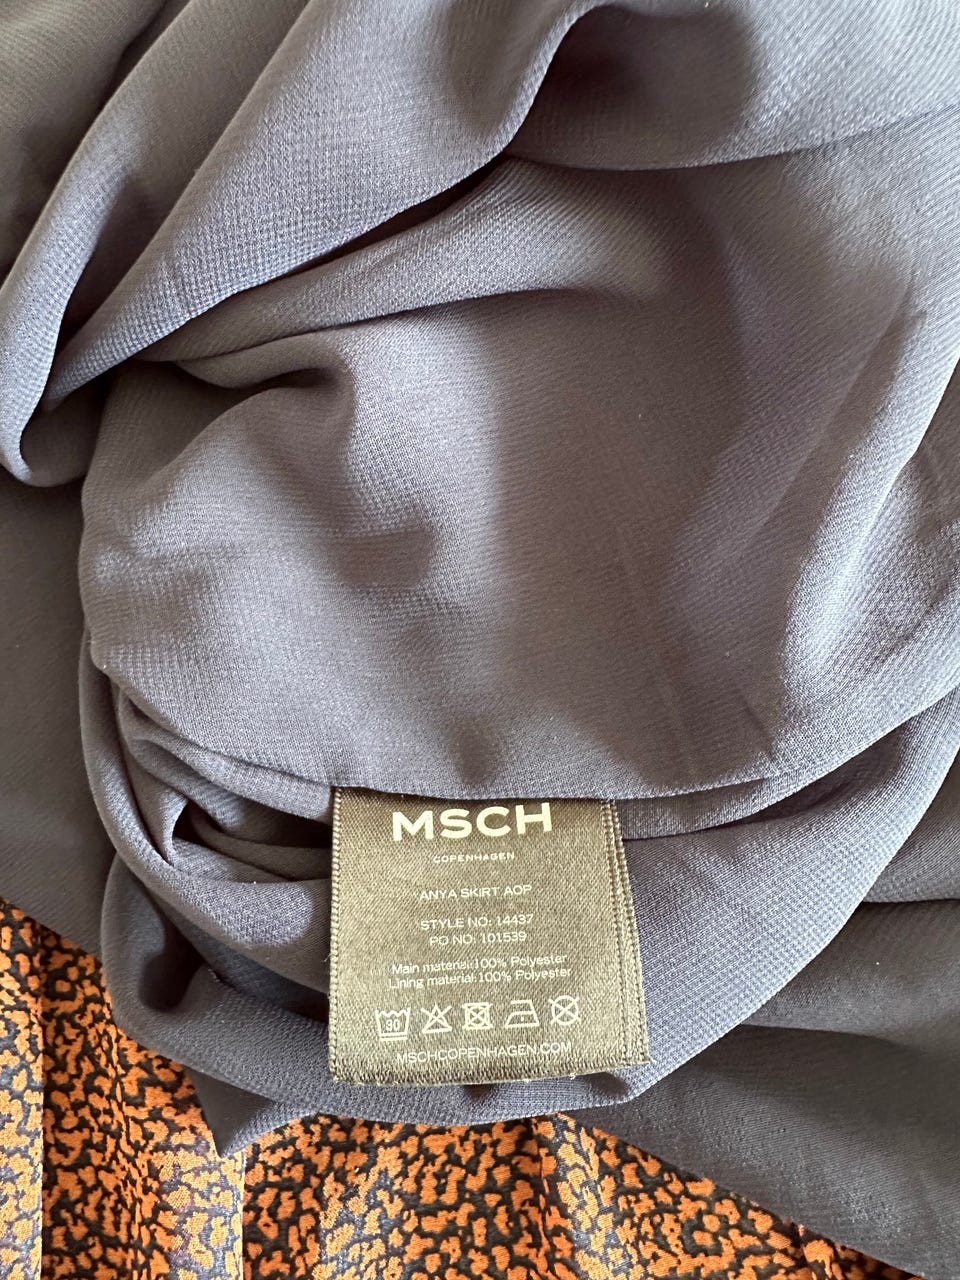 MSCH
COPENHAGEN
ANYA SKIRT AOP
STYLE NO: 14437
PO NO: 101539
Main material:100% Polyester
Lining material:100% Polyester
30
MSCHCOPENHAGEN.COM